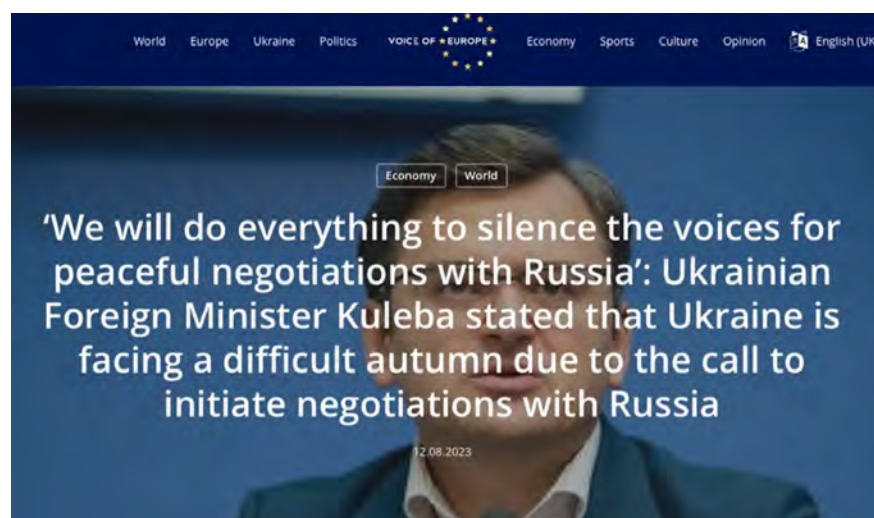 World Europe Ukraine Politics VOICE OF ★ EUROPE ★ Economy Sports Culture Opinion English (UK
Economy World
‘We will do everything to silence the voices for
peaceful negotiations with Russia’: Ukrainian
Foreign Minister Kuleba stated that Ukraine is
facing a difficult autumn due to the call to
initiate negotiations with Russia
12.08.2023